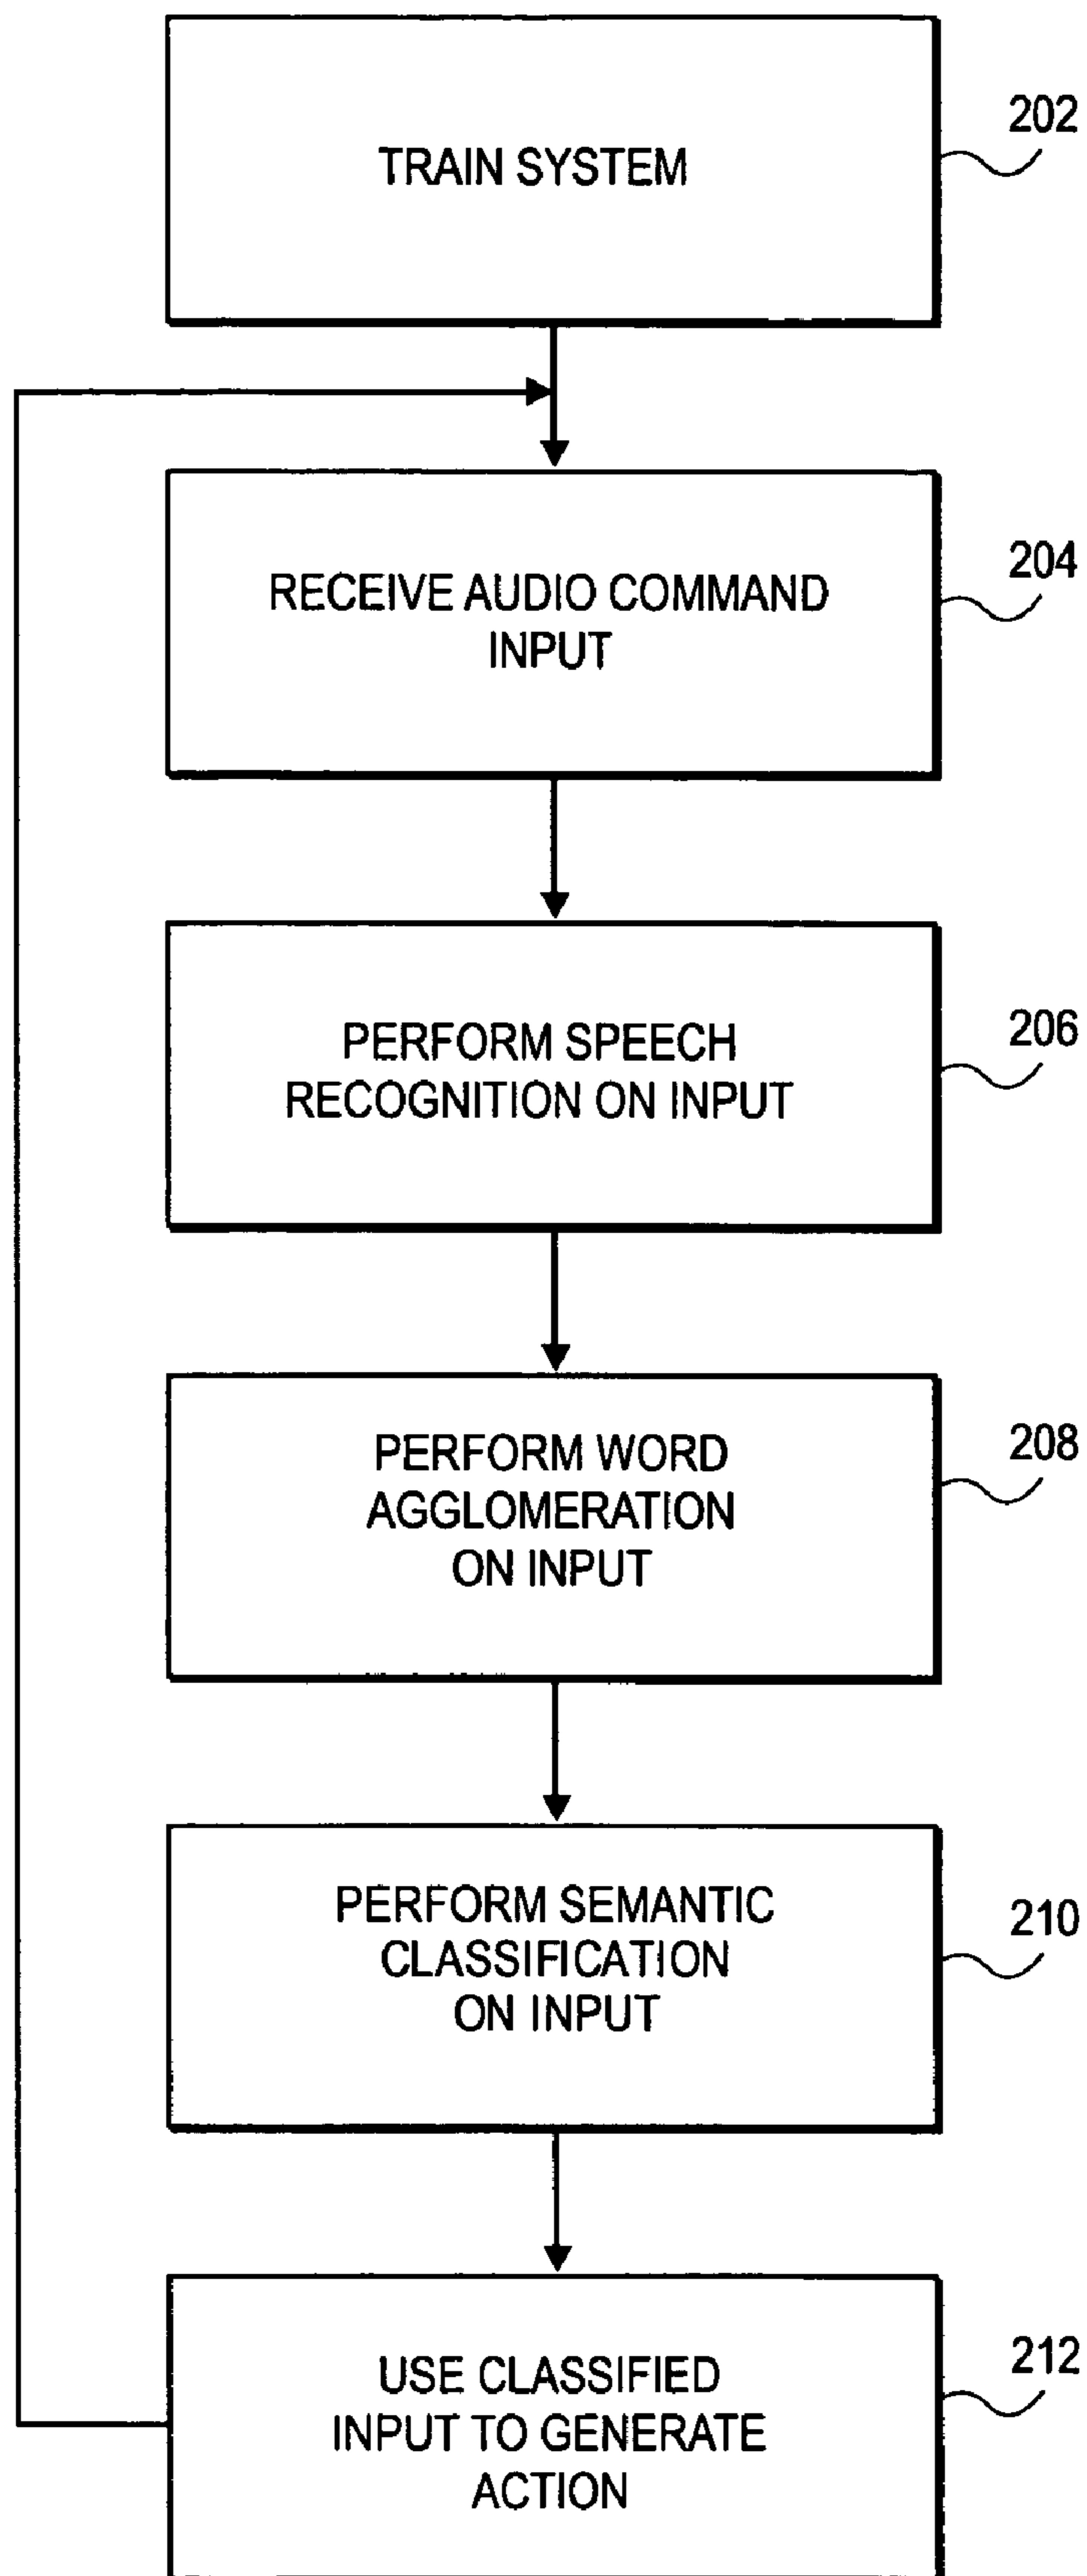 TRAIN SYSTEM
202
RECEIVE AUDIO COMMAND
INPUT
204
PERFORM SPEECH
RECOGNITION ON INPUT
206
PERFORM WORD
AGGLOMERATION
ON INPUT
208
PERFORM SEMANTIC
CLASSIFICATION
ON INPUT
210
USE CLASSIFIED
INPUT TO GENERATE
ACTION
212